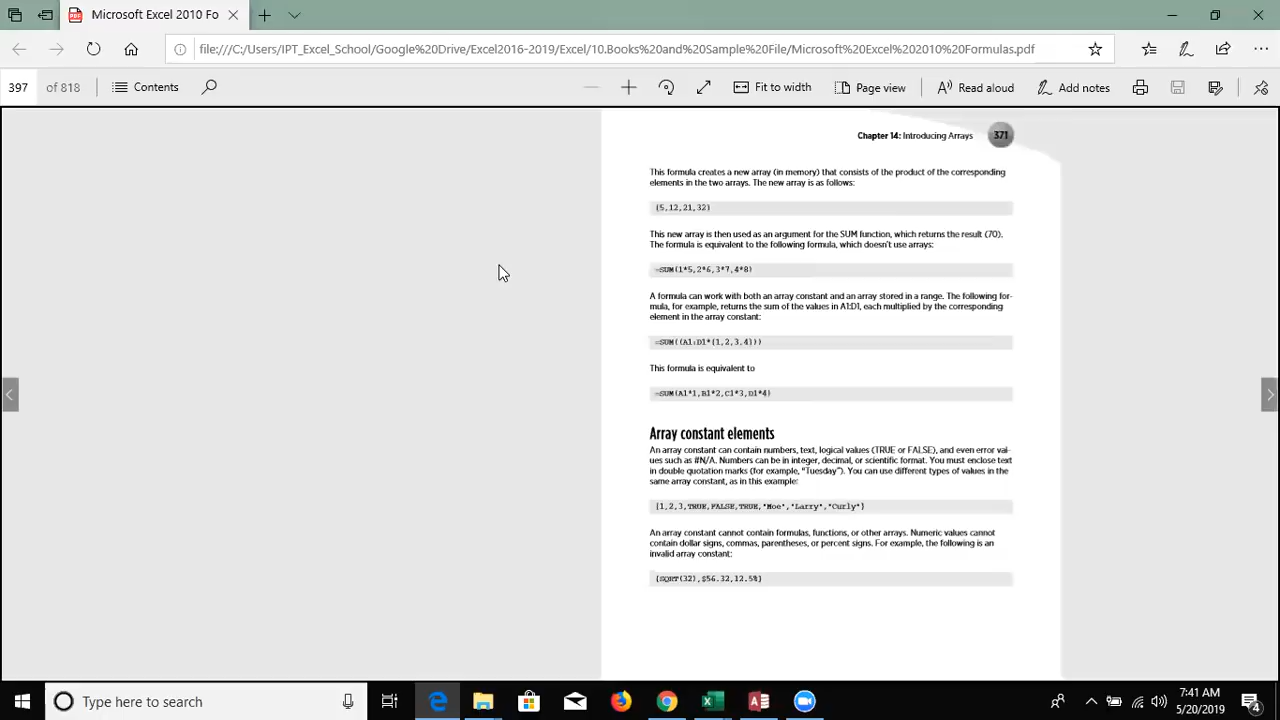 Microsoft Excel 2010 Fo
file:///C:/Users/IPT_Excel_School/Google%20Drive/Excel2016-2019/Excel/10.Books%20and%20Sample%20File/Microsoft%20Excel%202010%20Formulas.pdf
397 of 818 Contents Fit to width Page view Read aloud Add notes
Chapter 14: Introducing Arrays 371
This formula creates a new array (in memory) that consists of the product of the corresponding
elements in the two arrays. The new array is as follows:
{5,12,21,32}
This new array is then used as an argument for the SUM function, which returns the result (70).
The formula is equivalent to the following formula, which doesn't use arrays:
=SUM(1*5,2*6,3*7,4*8)
A formula can work with both an array constant and an array stored in a range. The following for-
mula, for example, returns the sum of the values in A1:D1, each multiplied by the corresponding
element in the array constant:
=SUM((A1:D1*{1,2,3,4}))
This formula is equivalent to
=SUM(A1*1,B1*2,C1*3,D1*4)
Array constant elements
An array constant can contain numbers, text, logical values (TRUE or FALSE), and even error val-
ues such as #N/A. Numbers can be in integer, decimal, or scientific format. You must enclose text
in double quotation marks (for example, "Tuesday"). You can use different types of values in the
same array constant, as in this example:
{1,2,3,TRUE,FALSE,TRUE,"Moe","Larry","Curly"}
An array constant cannot contain formulas, functions, or other arrays. Numeric values cannot
contain dollar signs, commas, parentheses, or percent signs. For example, the following is an
invalid array constant:
{SQRT(32),$56.32,12.5%}
Type here to search
7:41 AM
5/20/2019
4